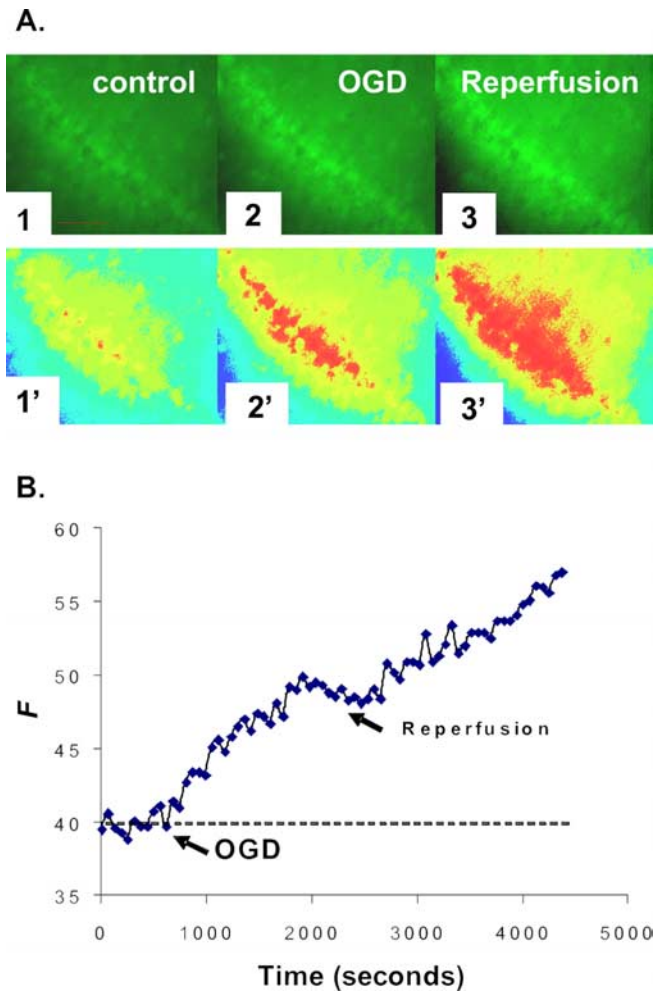 A.
control OGD Reperfusion
1 2 3
1’ 2’ 3’
B.
60
55
50
45
40
35
F
Reperfusion
OGD
0 1000 2000 3000 4000 5000
Time (seconds)